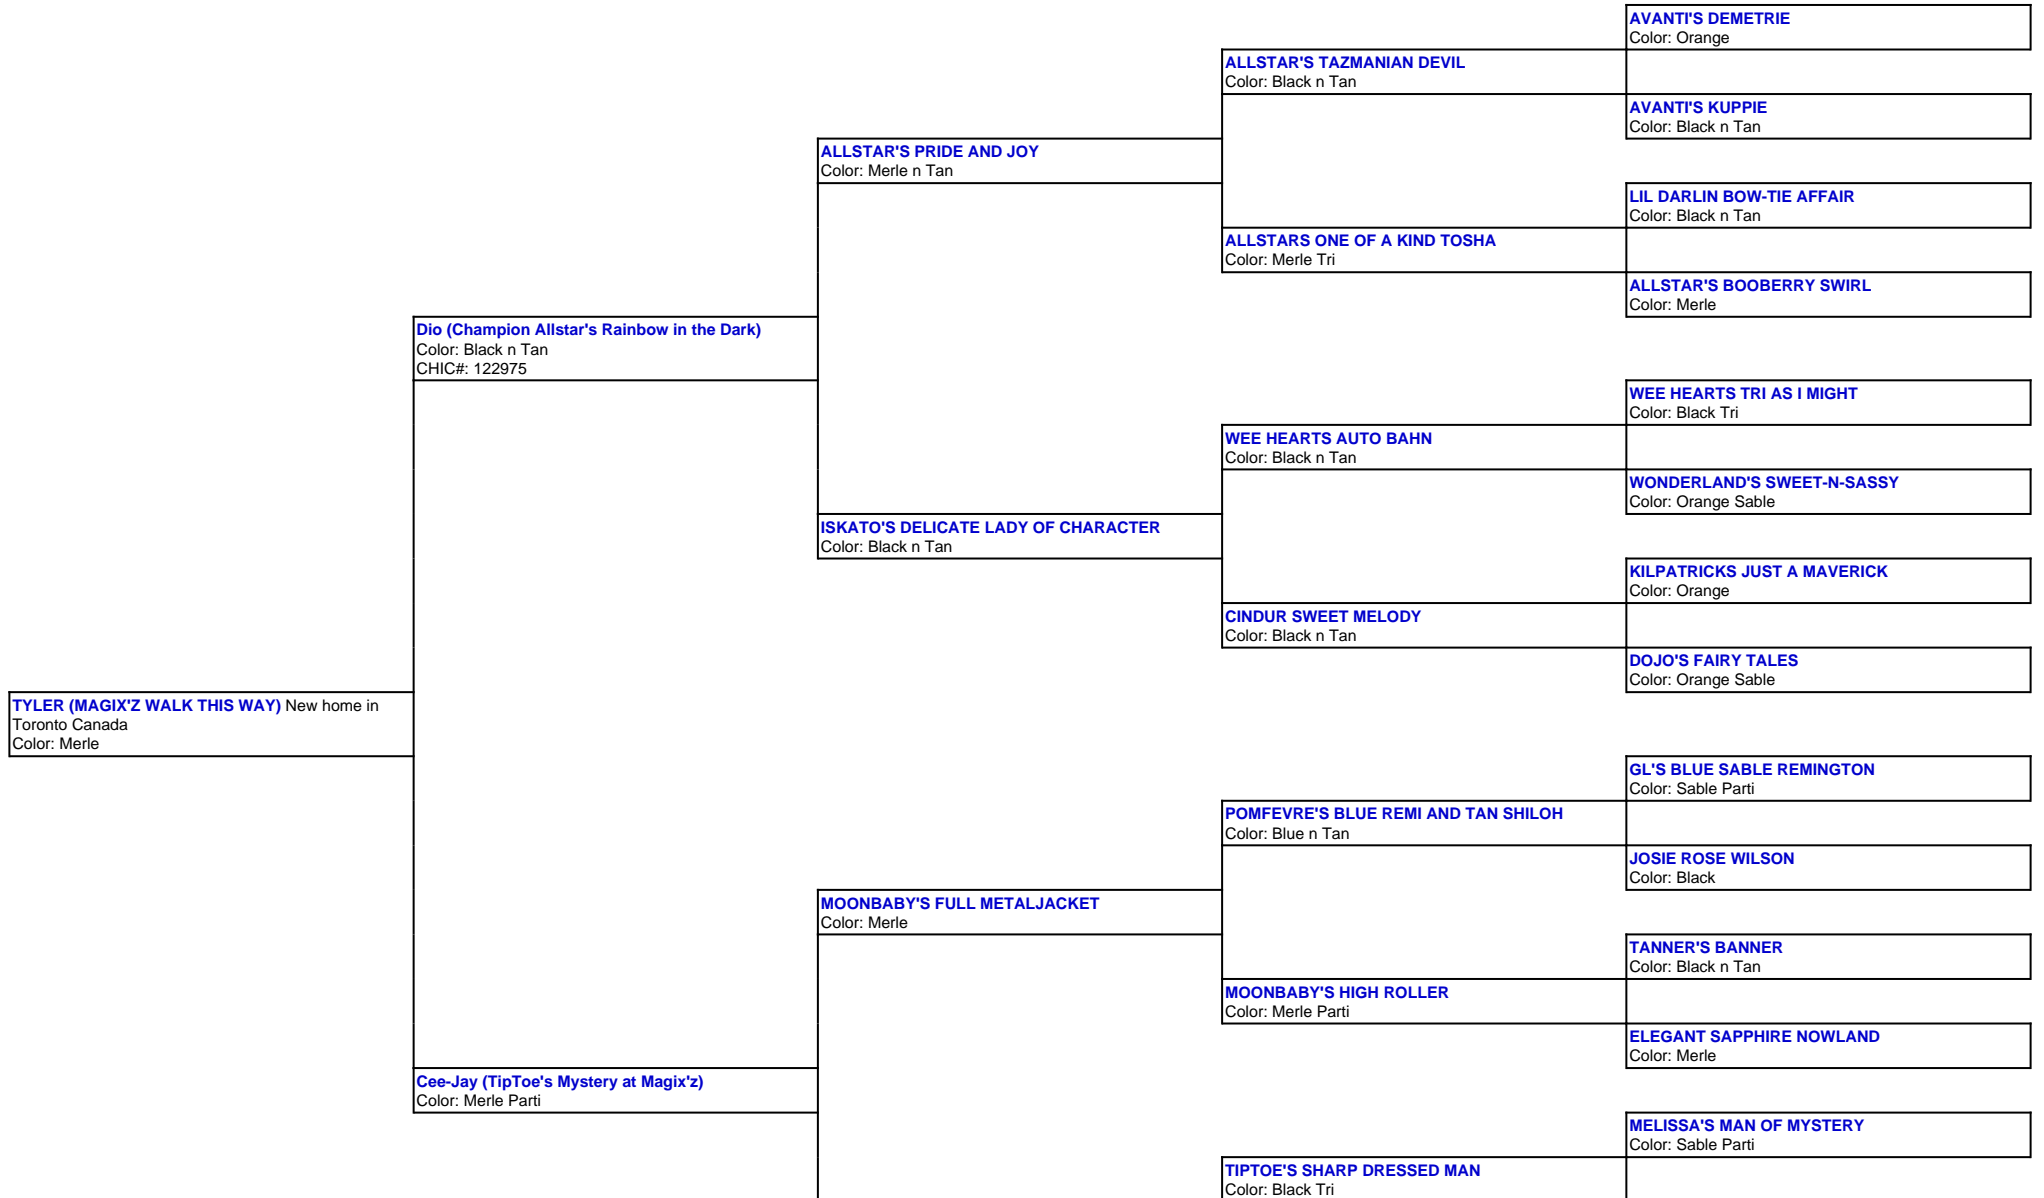 AVANTI'S DEMETRIE
Color: Orange
ALLSTAR'S TAZMANIAN DEVIL
Color: Black n Tan
AVANTI'S KUPPIE
Color: Black n Tan
ALLSTAR'S PRIDE AND JOY
Color: Merle n Tan
LIL DARLIN BOW-TIE AFFAIR
Color: Black n Tan
ALLSTARS ONE OF A KIND TOSHA
Color: Merle Tri
ALLSTAR'S BOOBERRY SWIRL
Color: Merle
Dio (Champion Allstar's Rainbow in the Dark)
Color: Black n Tan
CHIC#: 122975
WEE HEARTS TRI AS I MIGHT
Color: Black Tri
WEE HEARTS AUTO BAHN
Color: Black n Tan
WONDERLAND'S SWEET-N-SASSY
Color: Orange Sable
ISKATO'S DELICATE LADY OF CHARACTER
Color: Black n Tan
KILPATRICKS JUST A MAVERICK
Color: Orange
CINDUR SWEET MELODY
Color: Black n Tan
DOJO'S FAIRY TALES
Color: Orange Sable
TYLER (MAGIX'Z WALK THIS WAY) New home in
Toronto Canada
Color: Merle
GL'S BLUE SABLE REMINGTON
Color: Sable Parti
POMFEVRE'S BLUE REMI AND TAN SHILOH
Color: Blue n Tan
JOSIE ROSE WILSON
Color: Black
MOONBABY'S FULL METALJACKET
Color: Merle
TANNER'S BANNER
Color: Black n Tan
MOONBABY'S HIGH ROLLER
Color: Merle Parti
ELEGANT SAPPHIRE NOWLAND
Color: Merle
Cee-Jay (TipToe's Mystery at Magix'z)
Color: Merle Parti
MELISSA'S MAN OF MYSTERY
Color: Sable Parti
TIPTOE'S SHARP DRESSED MAN
Color: Black Tri